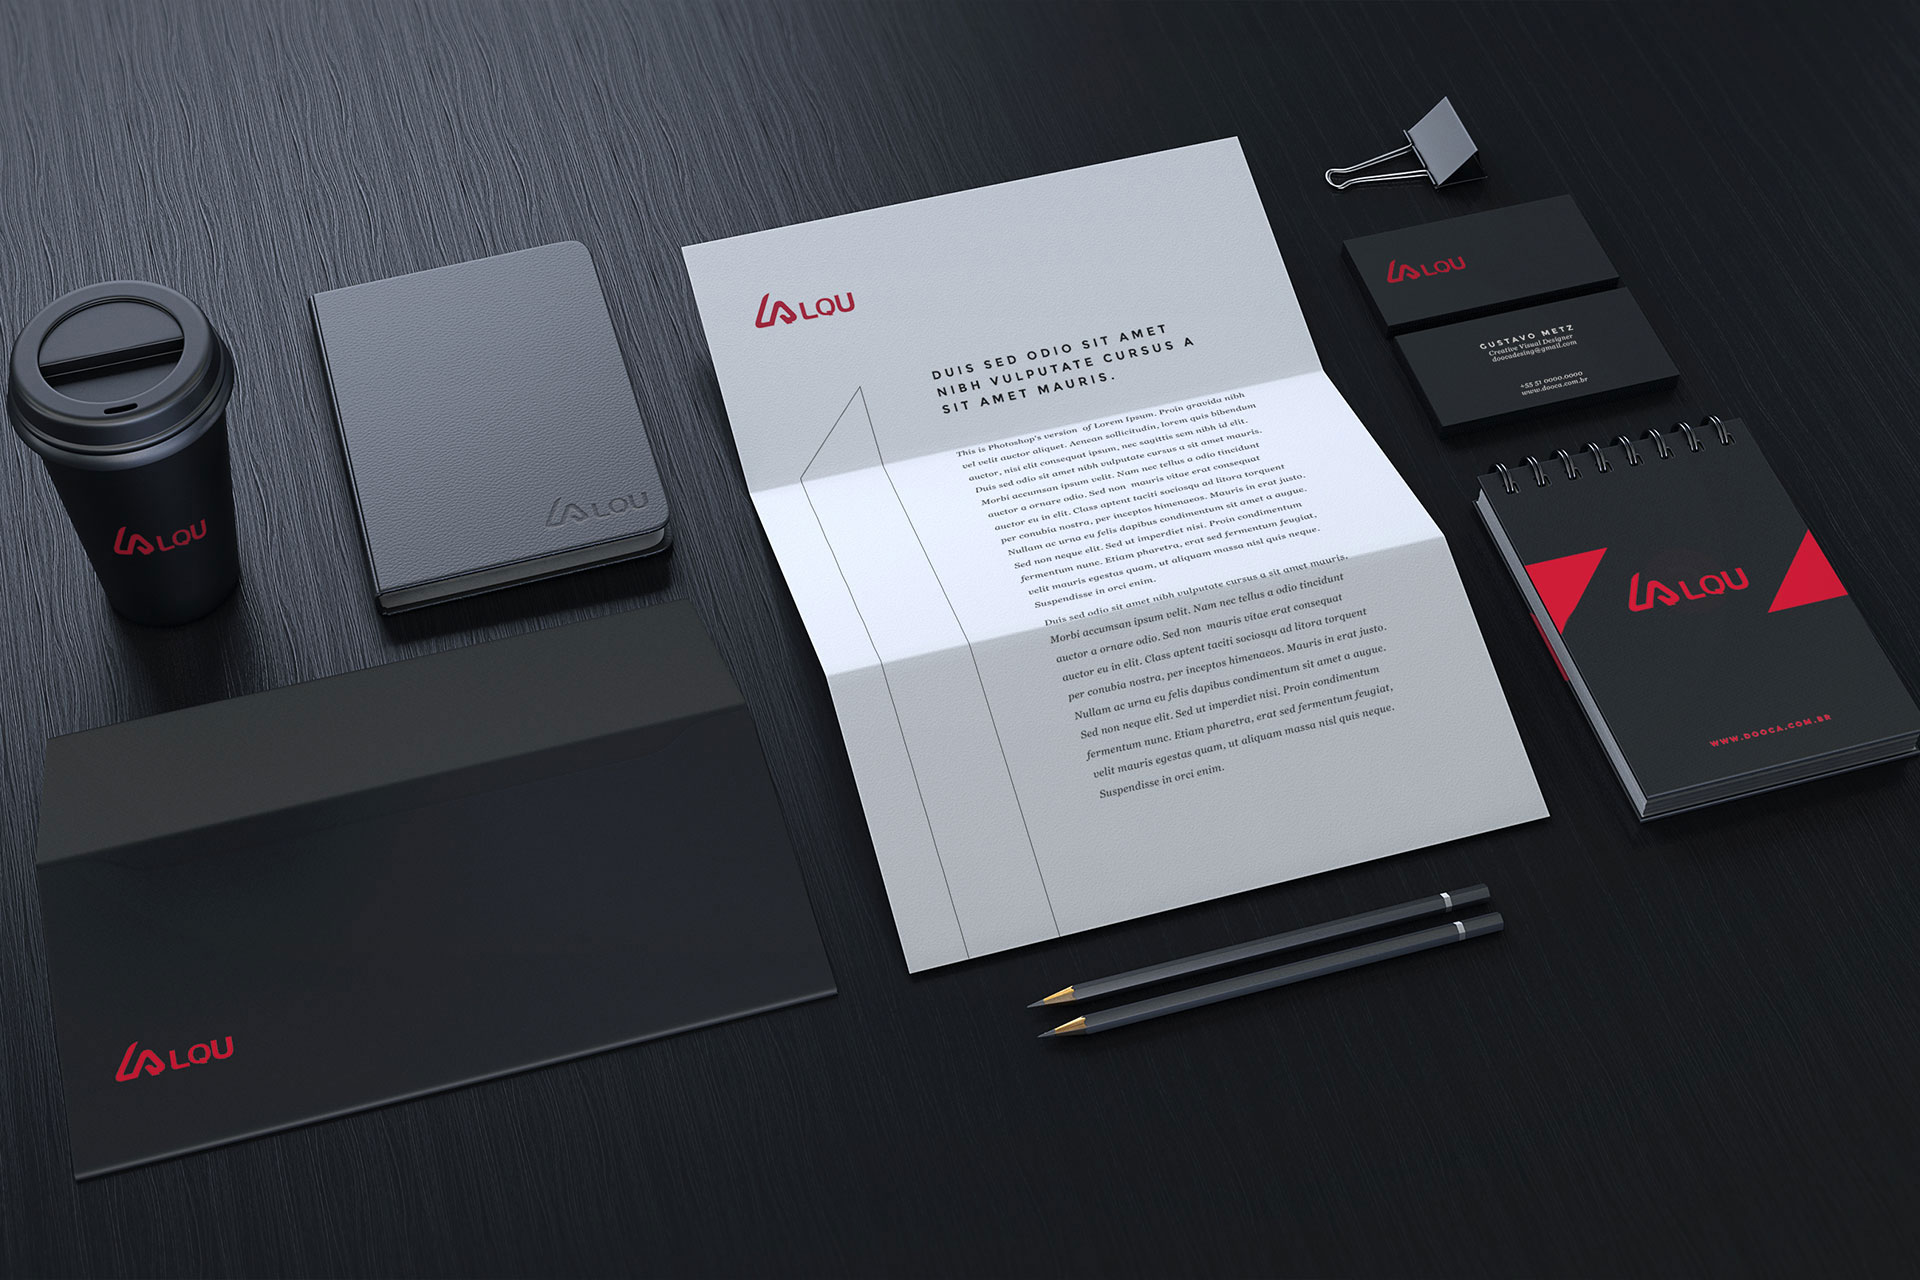 LALOU
LALOU
LALOU
DUIS SED ODIO SIT AMET
NIBH VULPUTATE CURSUS A
SIT AMET MAURIS.
This is Photoshop's version of Lorem Ipsum. Proin gravida nibh
vel velit auctor aliquet. Aenean sollicitudin, lorem quis bibendum
auctor, nisi elit consequat ipsum, nec sagittis sem nibh id elit.
Duis sed odio sit amet nibh vulputate cursus a sit amet mauris.
Morbi accumsan ipsum velit. Nam nec tellus a odio tincidunt
auctor a ornare odio. Sed non mauris vitae erat consequat
auctor eu in elit. Class aptent taciti sociosqu ad litora torquent
per conubia nostra, per inceptos himenaeos. Mauris in erat justo.
Nullam ac urna eu felis dapibus condimentum sit amet a augue.
Sed non neque elit. Sed ut imperdiet nisi. Proin condimentum
fermentum nunc. Etiam pharetra, erat sed fermentum feugiat,
velit mauris egestas quam, ut aliquam massa nisl quis neque.
Suspendisse in orci enim.
Duis sed odio sit amet nibh vulputate cursus a sit amet mauris.
Morbi accumsan ipsum velit. Nam nec tellus a odio tincidunt
auctor a ornare odio. Sed non mauris vitae erat consequat
auctor eu in elit. Class aptent taciti sociosqu ad litora torquent
per conubia nostra, per inceptos himenaeos. Mauris in erat justo.
Nullam ac urna eu felis dapibus condimentum sit amet a augue.
Sed non neque elit. Sed ut imperdiet nisi. Proin condimentum
fermentum nunc. Etiam pharetra, erat sed fermentum feugiat,
velit mauris egestas quam, ut aliquam massa nisl quis neque.
Suspendisse in orci enim.
LALOU
GUSTAVO METZ
Creative Visual Designer
doocadesing@gmail.com
+55 51 0000.0000
www.dooca.com.br
LALOU
WWW.DOOCA.COM.BR
LALOU